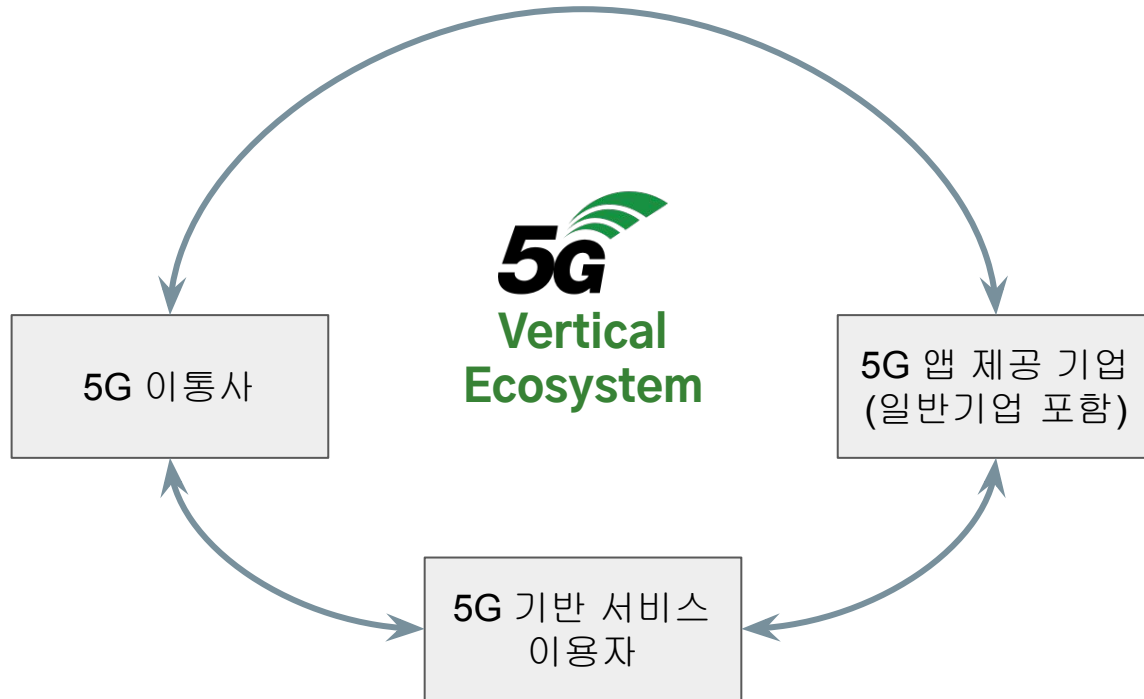 5G
Vertical
Ecosystem
5G 이통사
5G 앱 제공 기업
(일반기업 포함)
5G 기반 서비스
이용자